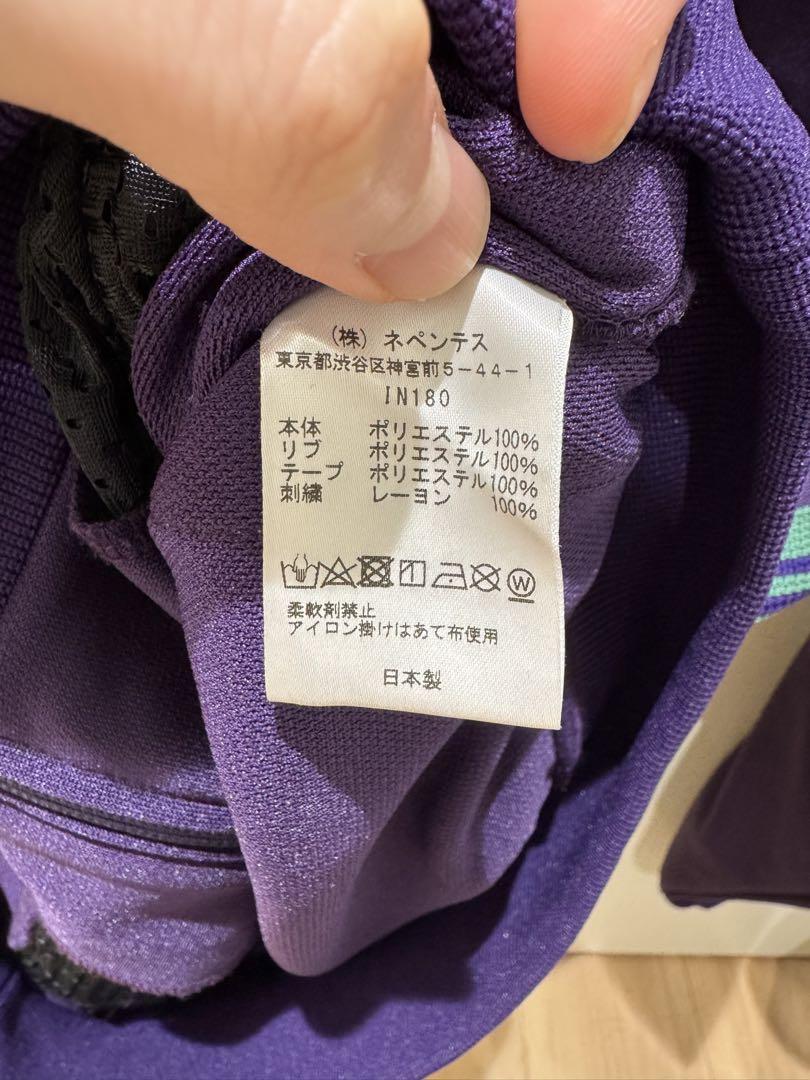 (株) ネペンテス
東京都渋谷区神宮前5-44-1
IN180
本体 ポリエステル100%
リブ ポリエステル100%
テープ ポリエステル100%
刺繍 レーヨン 100%
W
柔軟剤禁止
アイロン掛けはあて布使用
日本製